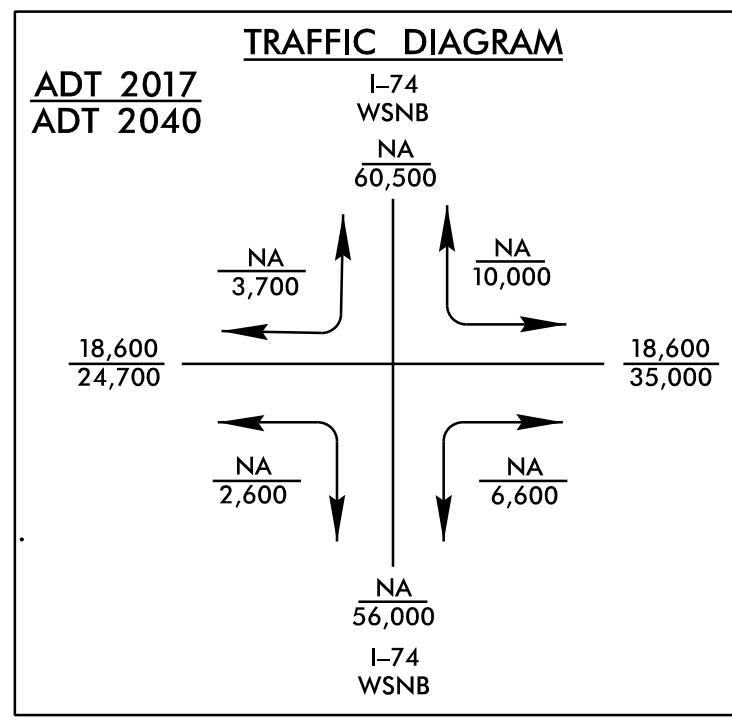 TRAFFIC DIAGRAM
ADT 2017
ADT 2040
I–74
WSNB
NA
60,500
NA
3,700
NA
10,000
18,600
24,700
18,600
35,000
NA
2,600
NA
6,600
NA
56,000
I–74
WSNB